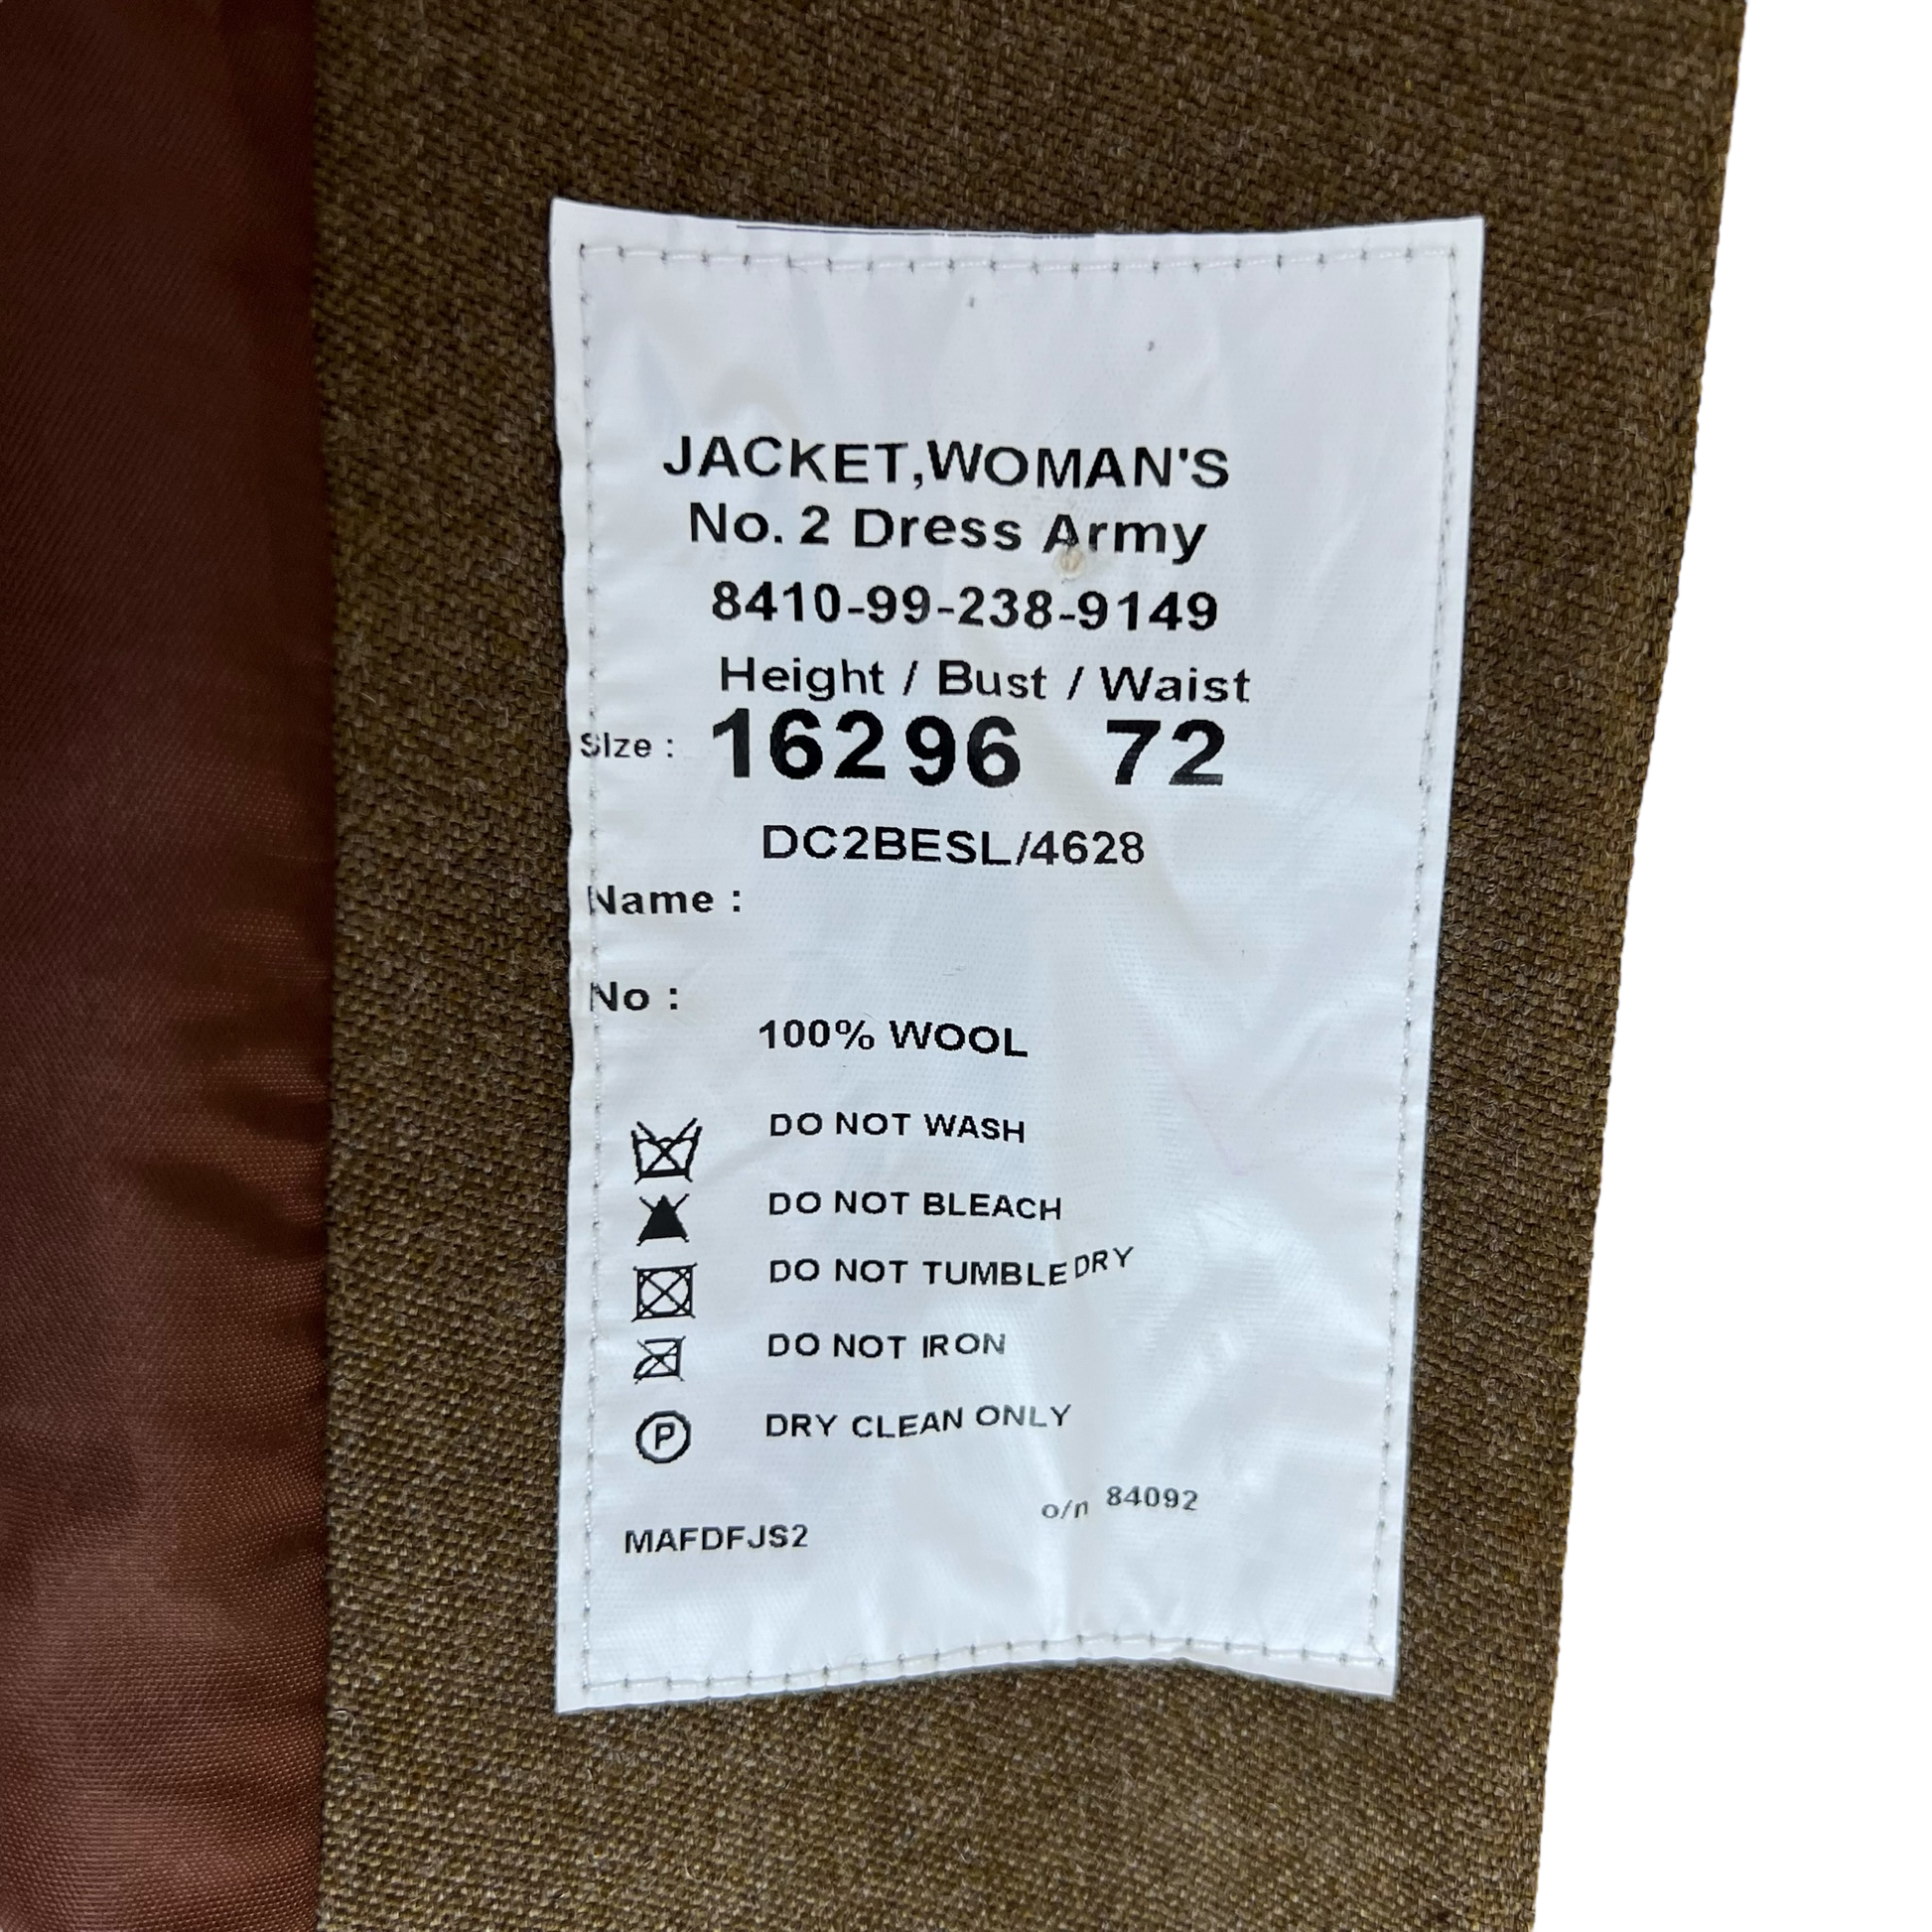 JACKET,WOMAN'S
No. 2 Dress Army
8410-99-238-9149
Height / Bust / Waist
SIze : 162 96 72
DC2BESL/4628
Name :
No :
100% WOOL
DO NOT WASH
DO NOT BLEACH
DO NOT TUMBLE DRY
DO NOT IRON
P DRY CLEAN ONLY
o/n 84092
MAFDFJS2